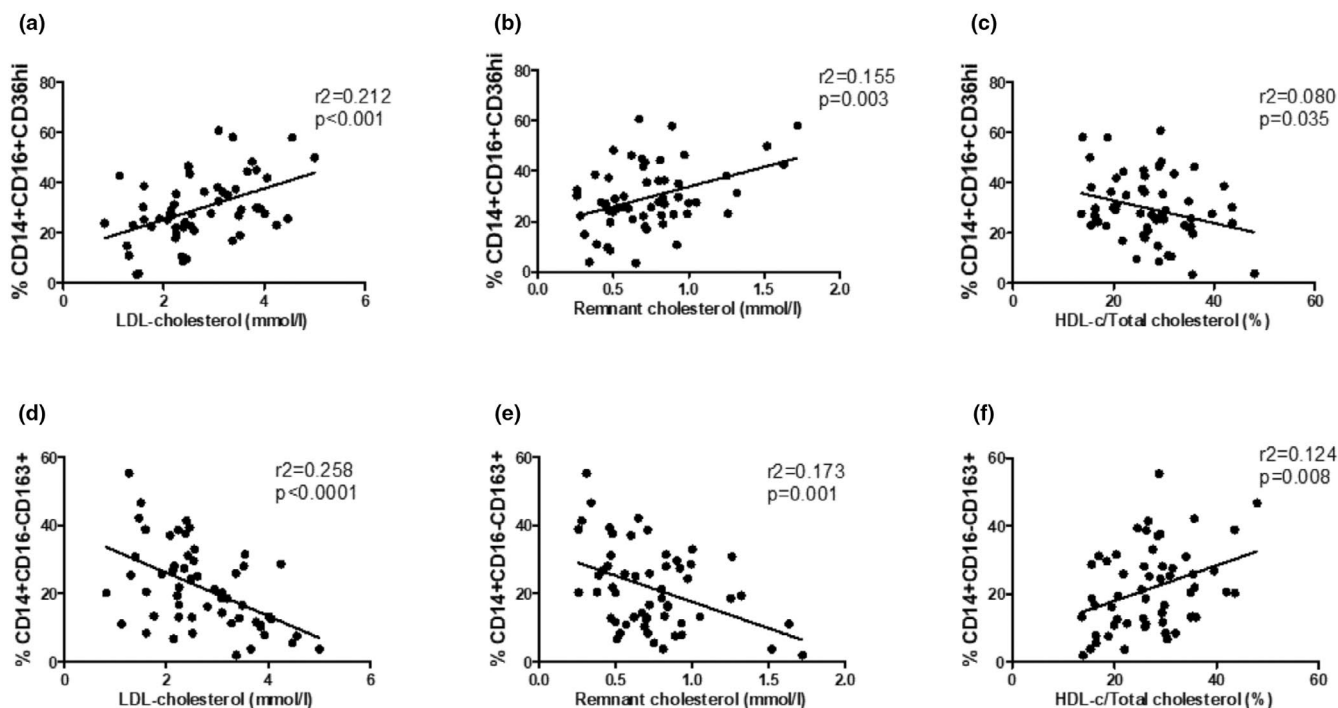 (a)
r2=0.212
p<0.001
% CD14+CD16+CD36hi
80
60
40
20
0
0
2
4
6
LDL-cholesterol (mmol/l)
(b)
r2=0.155
p=0.003
% CD14+CD16+CD36hi
80
60
40
20
0
0.0
0.5
1.0
1.5
2.0
Remnant cholesterol (mmol/l)
(c)
r2=0.080
p=0.035
% CD14+CD16+CD36hi
80
60
40
20
0
0
20
40
60
HDL-c/Total cholesterol (%)
(d)
r2=0.258
p<0.0001
% CD14+CD16-CD163+
60
40
20
0
0
2
4
6
LDL-cholesterol (mmol/l)
(e)
r2=0.173
p=0.001
% CD14+CD16-CD163+
60
40
20
0
0.0
0.5
1.0
1.5
2.0
Remnant cholesterol (mmol/l)
(f)
r2=0.124
p=0.008
% CD14+CD16-CD163+
60
40
20
0
0
20
40
60
HDL-c/Total cholesterol (%)